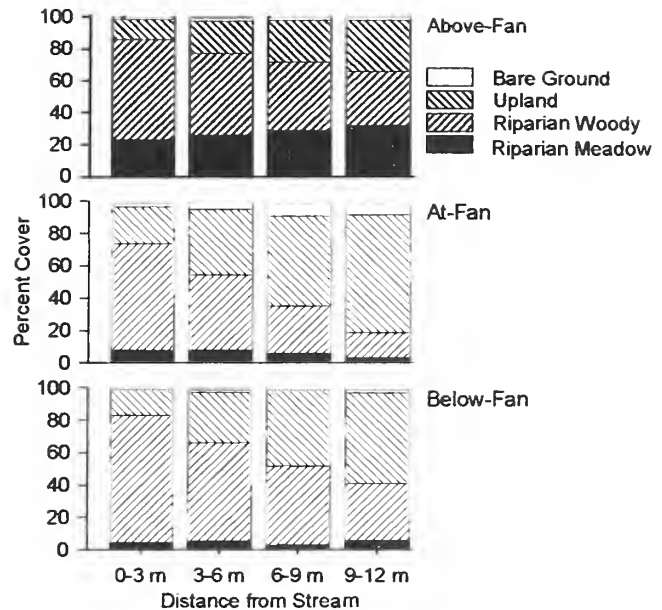 100
80
60
40
20
0
Above-Fan
Bare Ground
Upland
Riparian Woody
Riparian Meadow
100
80
60
40
20
0
At-Fan
Percent Cover
100
80
60
40
20
0
Below-Fan
0-3 m 3-6 m 6-9 m 9-12 m
Distance from Stream